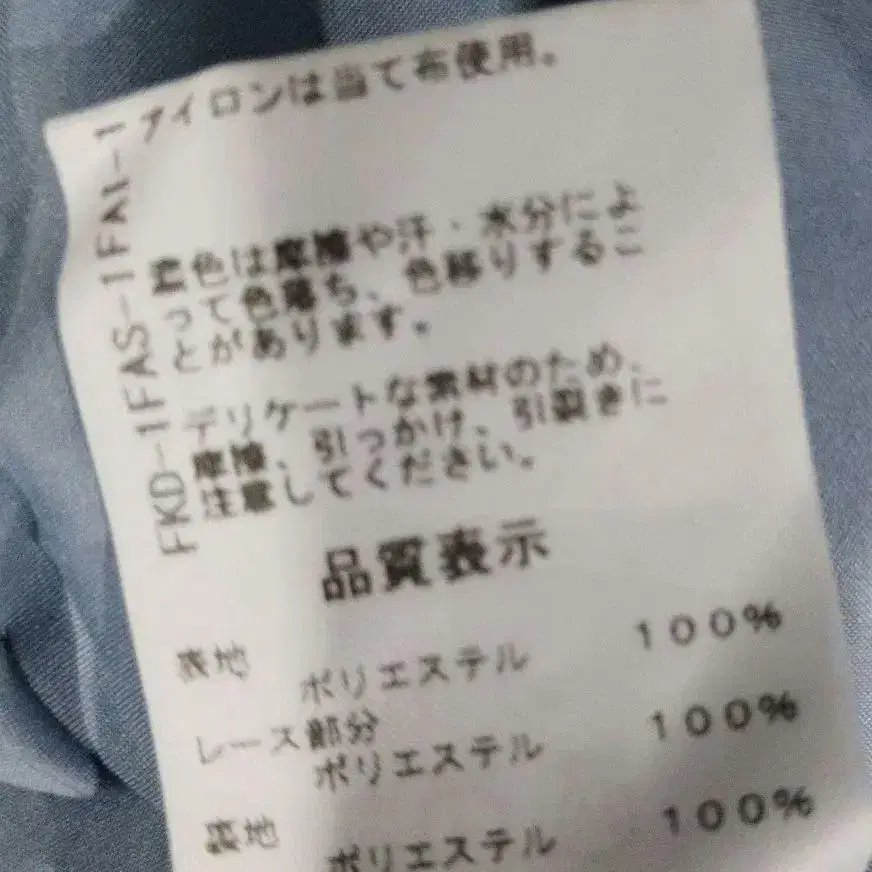 アイロンは当て布使用。
濃色は摩擦や汗・水分によ
って色落ち、色移りするこ
とがあります。
デリケートな素材のため、
摩擦、引っかけ、引裂きに
注意してください。
品質表示
表地
ポリエステル 100%
レース部分
ポリエステル 100%
裏地
ポリエステル 100%
FKD-1FAS-1FA1-1